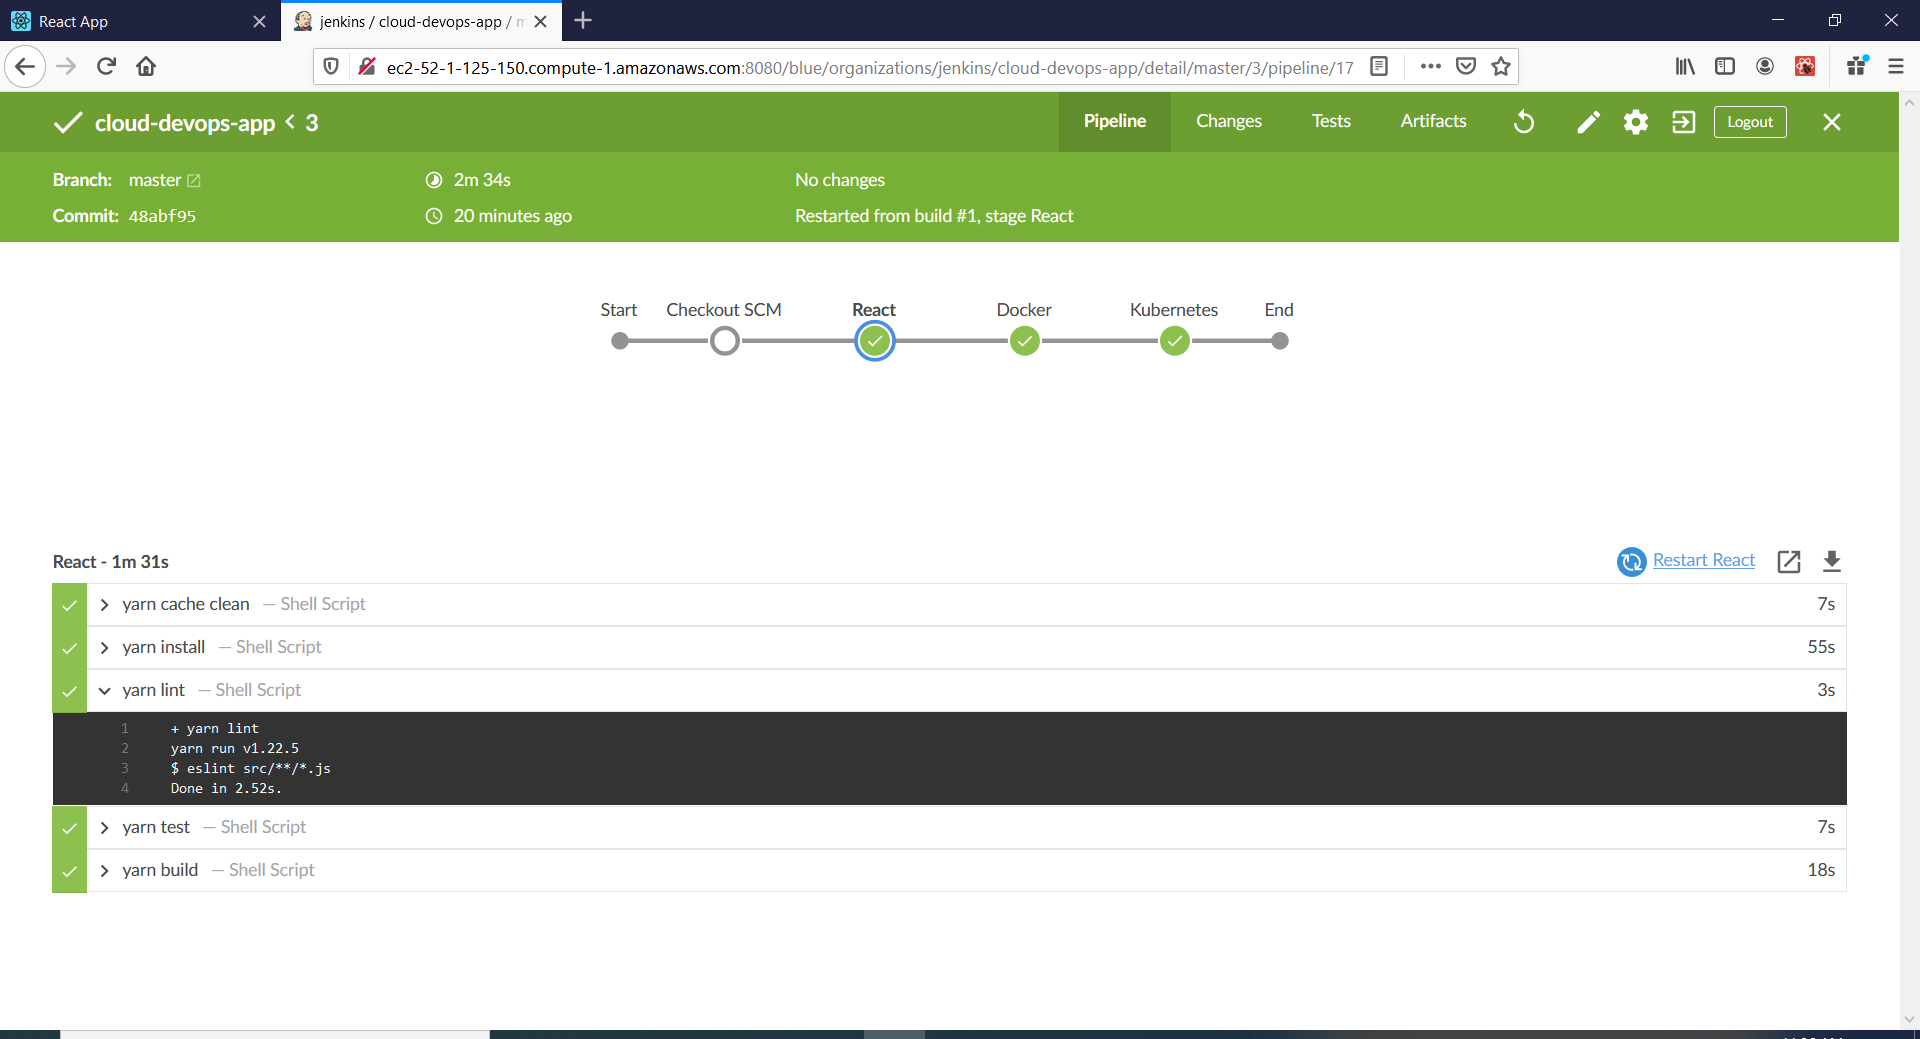 React App
jenkins / cloud-devops-app /
ec2-52-1-125-150.compute-1.amazonaws.com:8080/blue/organizations/jenkins/cloud-devops-app/detail/master/3/pipeline/17
cloud-devops-app < 3
Pipeline Changes Tests Artifacts Logout
Branch: master 2m 34s No changes
Commit: 48abf95 20 minutes ago Restarted from build #1, stage React
Start Checkout SCM React Docker Kubernetes End
React - 1m 31s Restart React
yarn cache clean — Shell Script 7s
yarn install — Shell Script 55s
yarn lint — Shell Script 3s
1 + yarn lint
2 yarn run v1.22.5
3 $ eslint src/**/*.js
4 Done in 2.52s.
yarn test — Shell Script 7s
yarn build — Shell Script 18s